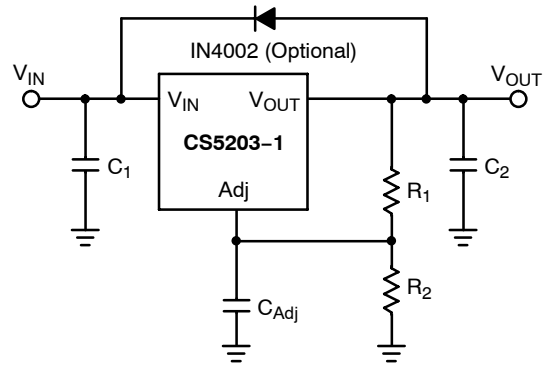 IN4002 (Optional)
VIN
VOUT
VIN
VOUT
CS5203−1
C1
C2
Adj
R1
R2
CAdj